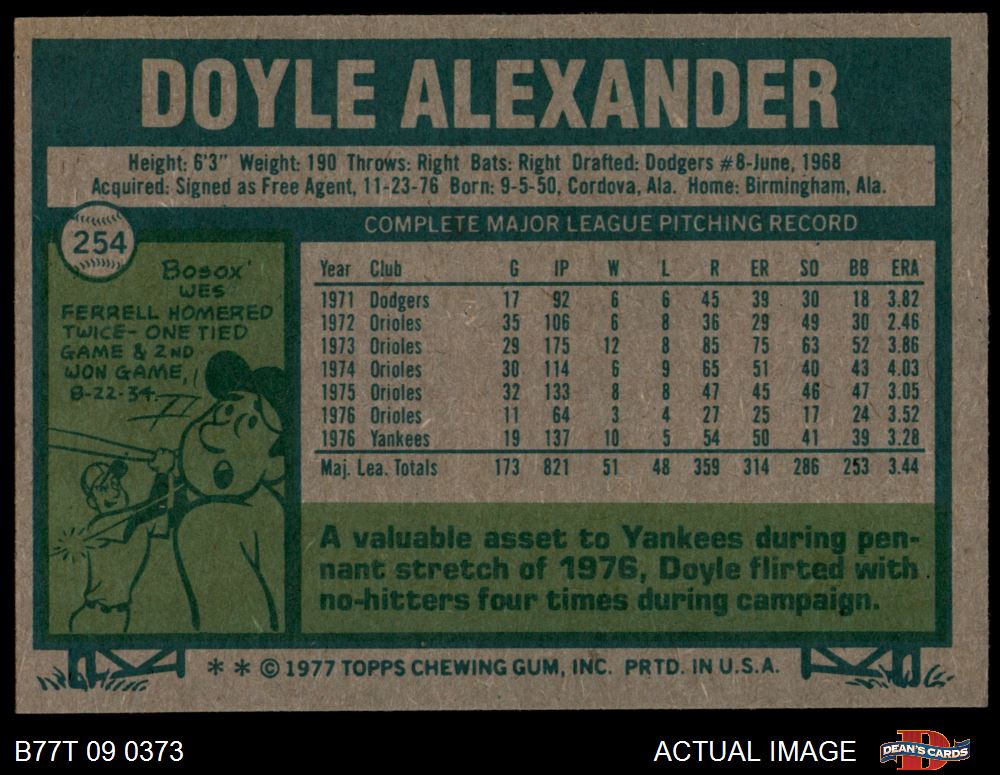 DOYLE ALEXANDER
Height: 6'3" Weight: 190 Throws: Right Bats: Right Drafted: Dodgers #8-June, 1968
Acquired: Signed as Free Agent, 11-23-76 Born: 9-5-50, Cordova, Ala. Home: Birmingham, Ala.
254
BOSOX'
WES
FERRELL HOMERED
TWICE- ONE TIED
GAME & 2ND
WON GAME,
8-22-34.
COMPLETE MAJOR LEAGUE PITCHING RECORD
Year Club G IP W L R ER SO BB ERA
1971 Dodgers 17 92 6 6 45 39 30 18 3.82
1972 Orioles 35 106 6 8 36 29 49 30 2.46
1973 Orioles 29 175 12 8 85 75 63 52 3.86
1974 Orioles 30 114 6 9 65 51 40 43 4.03
1975 Orioles 32 133 8 8 47 45 46 47 3.05
1976 Orioles 11 64 3 4 27 25 17 24 3.52
1976 Yankees 19 137 10 5 54 50 41 39 3.28
Maj. Lea. Totals 173 821 51 48 359 314 286 253 3.44
A valuable asset to Yankees during pen-
nant stretch of 1976, Doyle flirted with
no-hitters four times during campaign.
** © 1977 TOPPS CHEWING GUM, INC. PRTD. IN U.S.A.
B77T 09 0373
ACTUAL IMAGE
DEAN'S CARDS